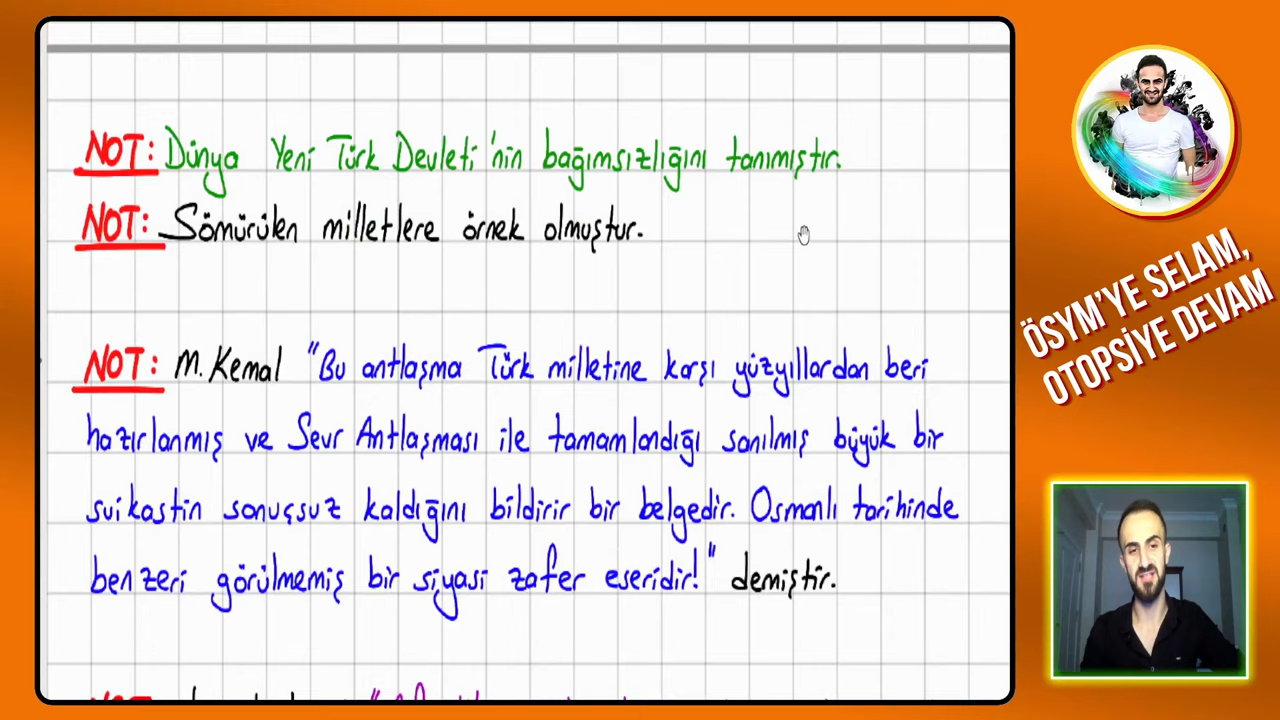 NOT: Dünya Yeni Türk Devleti'nin bağımsızlığını tanımıştır.
NOT: Sömürülen milletlere örnek olmuştur.
NOT: M. Kemal "Bu antlaşma Türk milletine karşı yüzyıllardan beri
hazırlanmış ve Sevr Antlaşması ile tamamlandığı sanılmış büyük bir
suikastin sonuçsuz kaldığını bildirir bir belgedir. Osmanlı tarihinde
benzeri görülmemiş bir siyasi zafer eseridir!" demiştir.
ÖSYM'YE SELAM,
OTOPSİYE DEVAM